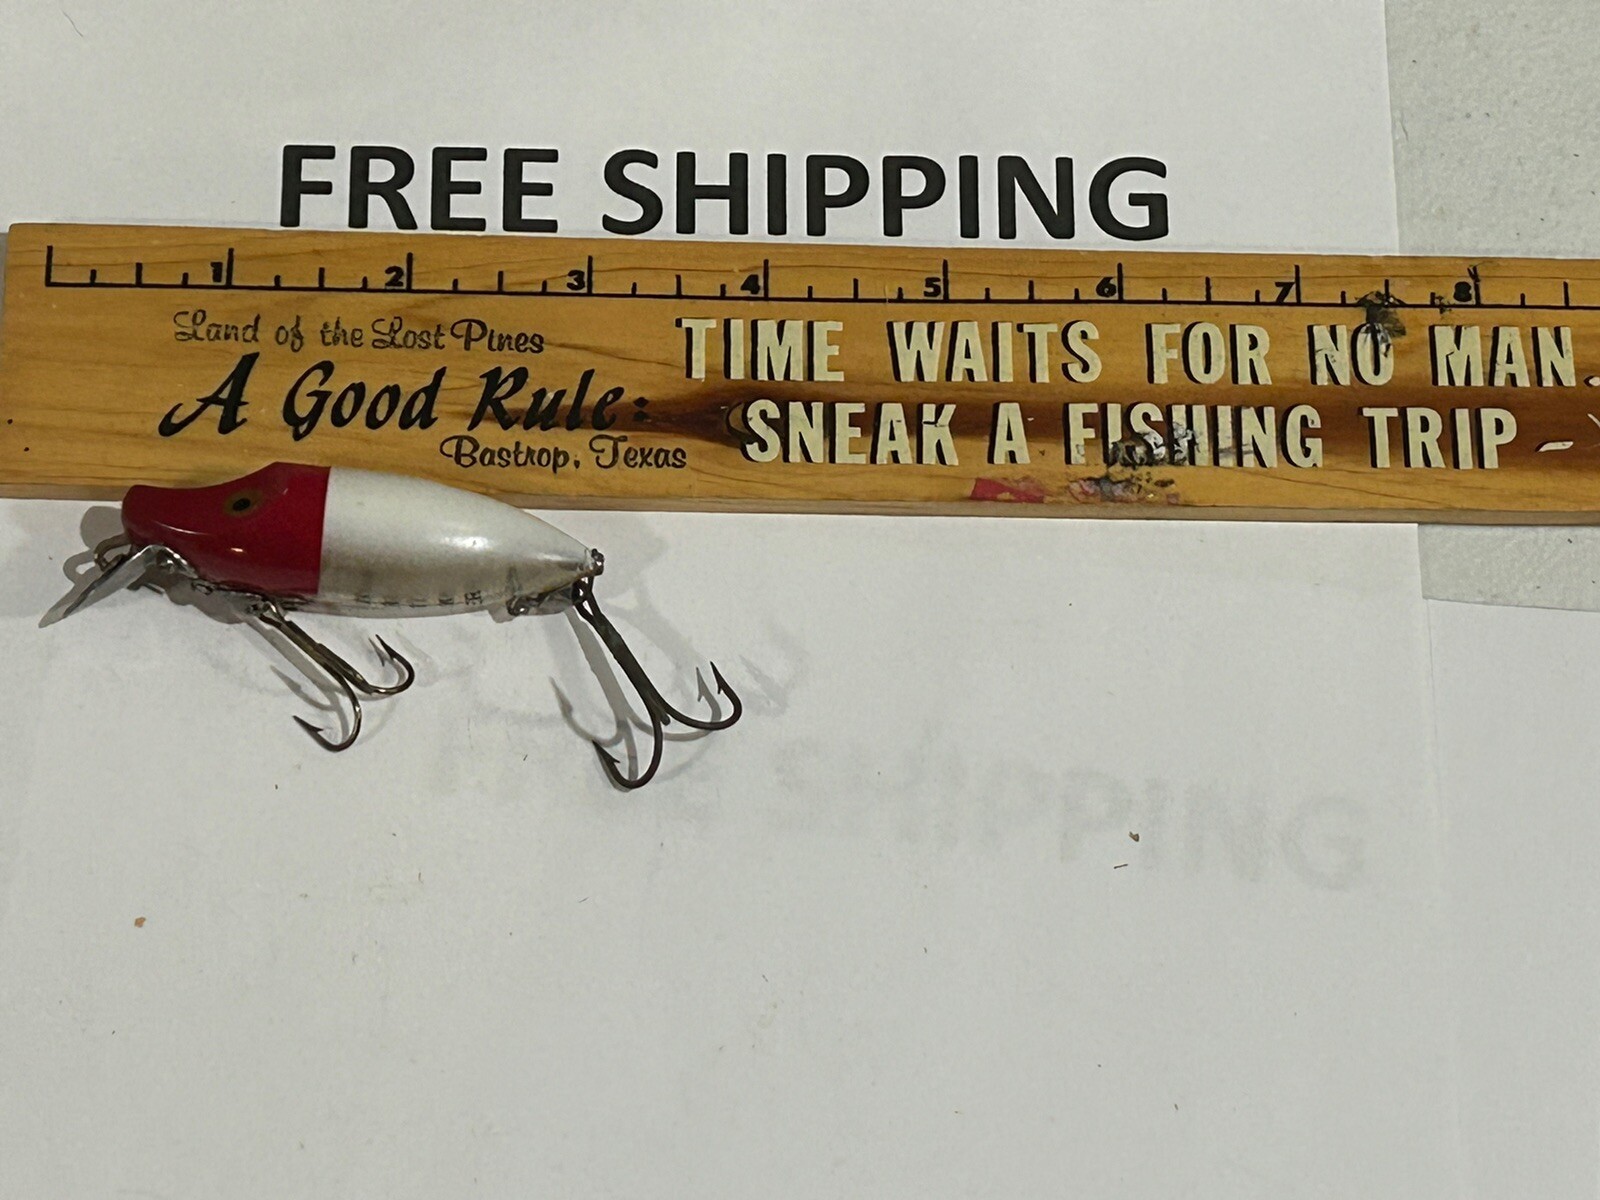 FREE SHIPPING
1 2 3 4 5 6 7 8
Land of the Lost Pines
A Good Rule:
Bastrop, Texas
TIME WAITS FOR NO MAN.
SNEAK A FISHING TRIP -